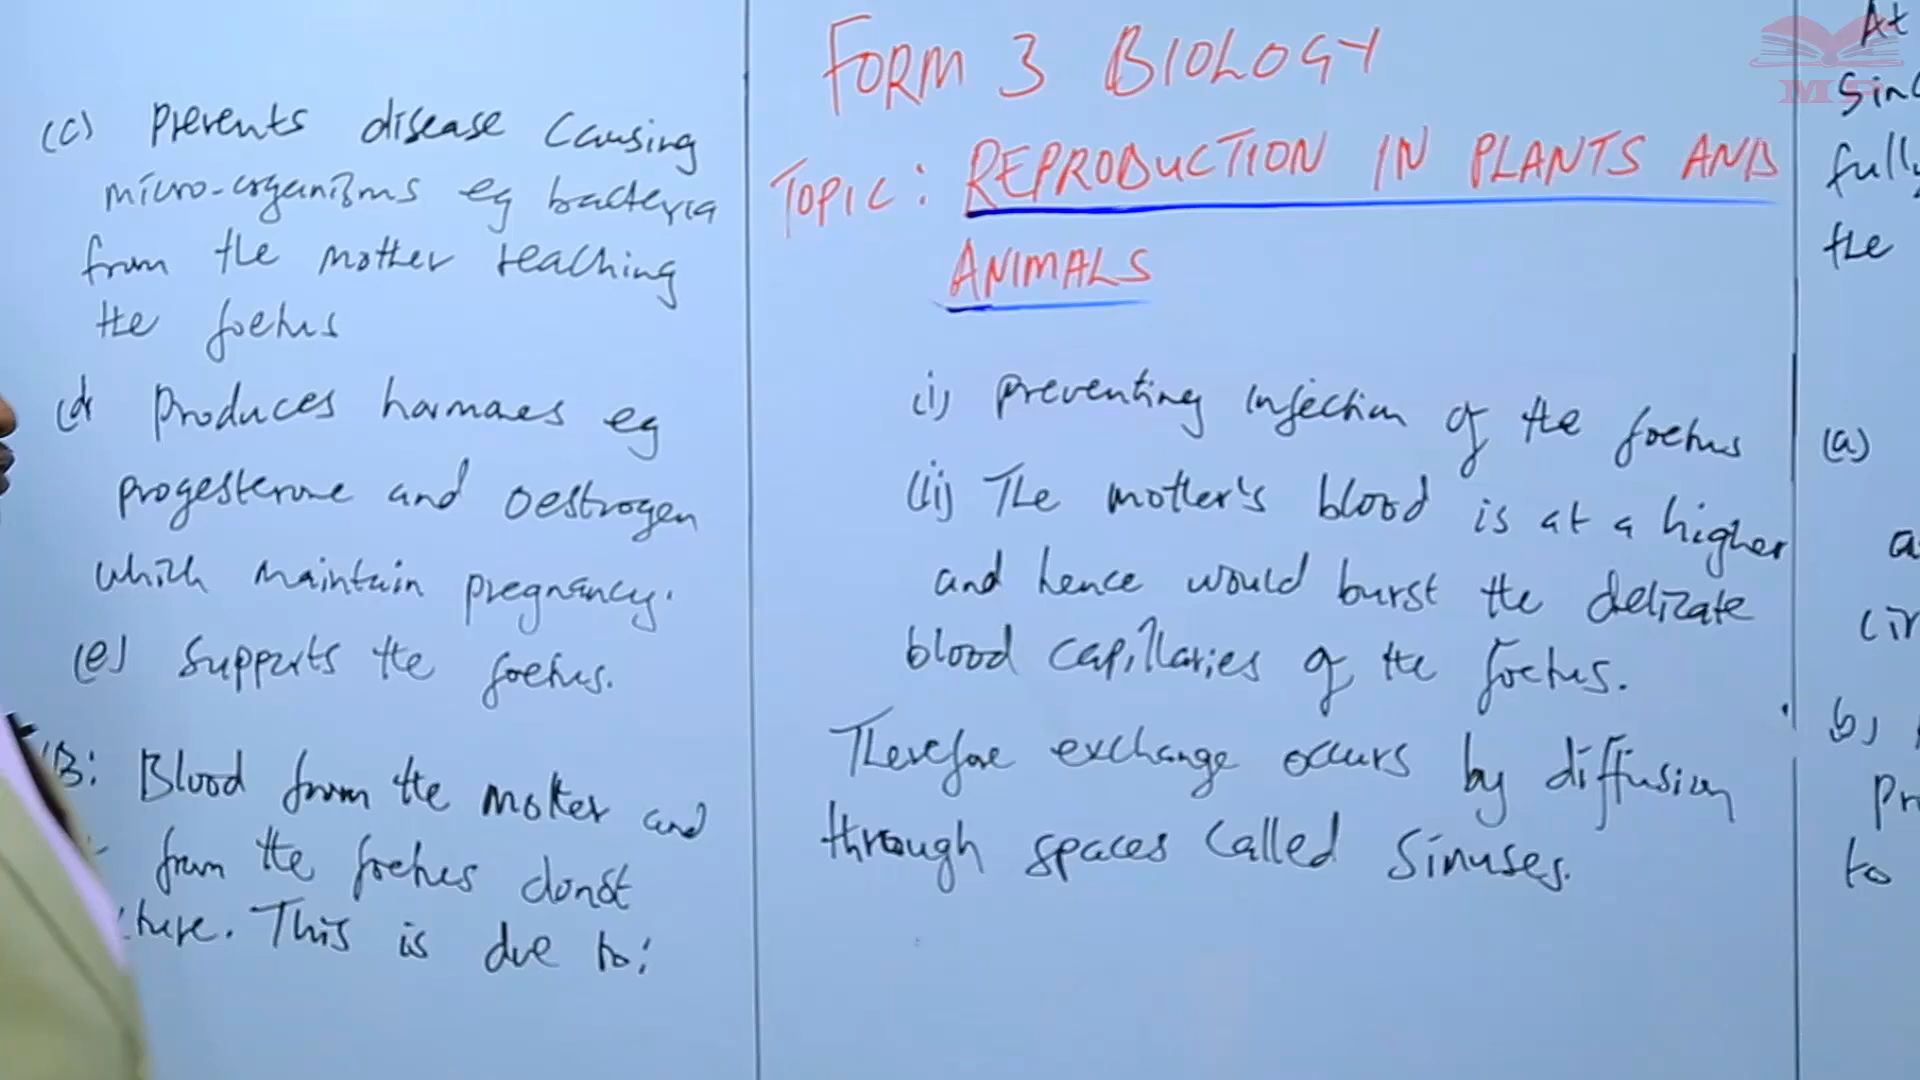 (c) Prevents disease causing
micro-organisms eg bacteria
from the mother reaching
the foetus
(d Produces hormones eg
progesterone and oestrogen
which maintain pregnancy.
(e) Supports the foetus.
B: Blood from the mother and
from the foetus donot
This is due to:
FORM 3 BIOLOGY
TOPIC: REPRODUCTION IN PLANTS AND
ANIMALS
(i) preventing infection of the foetus
(ii) The mother's blood is at a higher
and hence would burst the delicate
blood capillaries of the foetus.
Therefore exchange occurs by diffusion
through spaces called sinuses.
At
fully
the
(a)
b)
to
MP